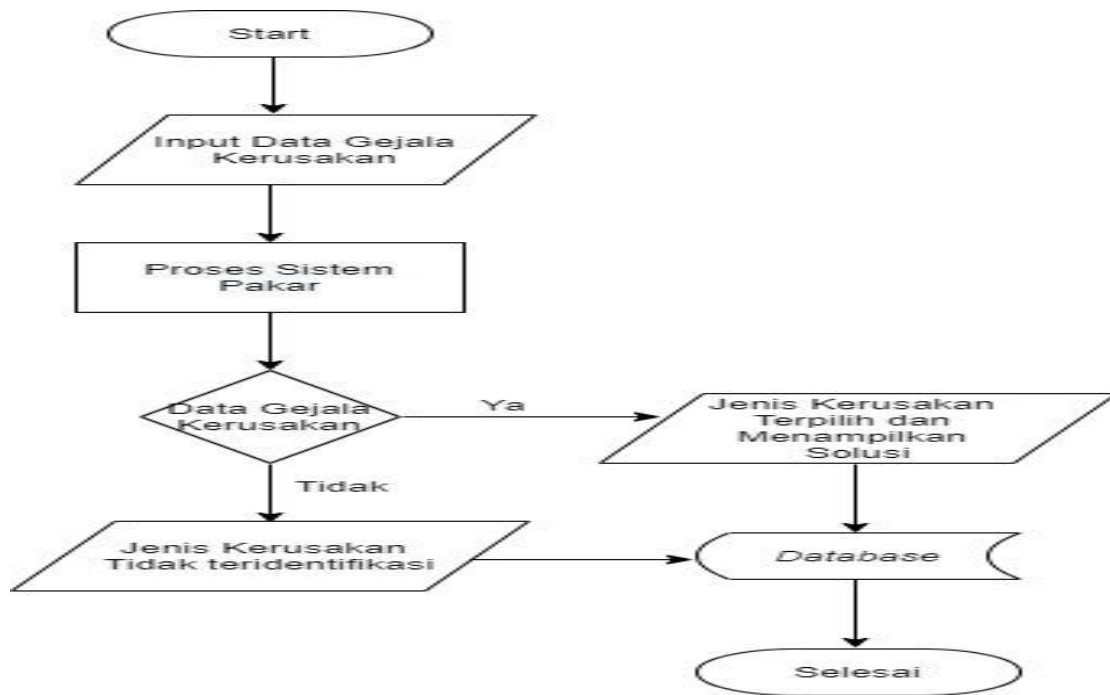 Start
Input Data Gejala
Kerusakan
Proses Sistem
Pakar
Data Gejala
Kerusakan
Ya
Jenis Kerusakan
Terpilih dan
Menampilkan
Solusi
Tidak
Jenis Kerusakan
Tidak teridentifikasi
Database
Selesai